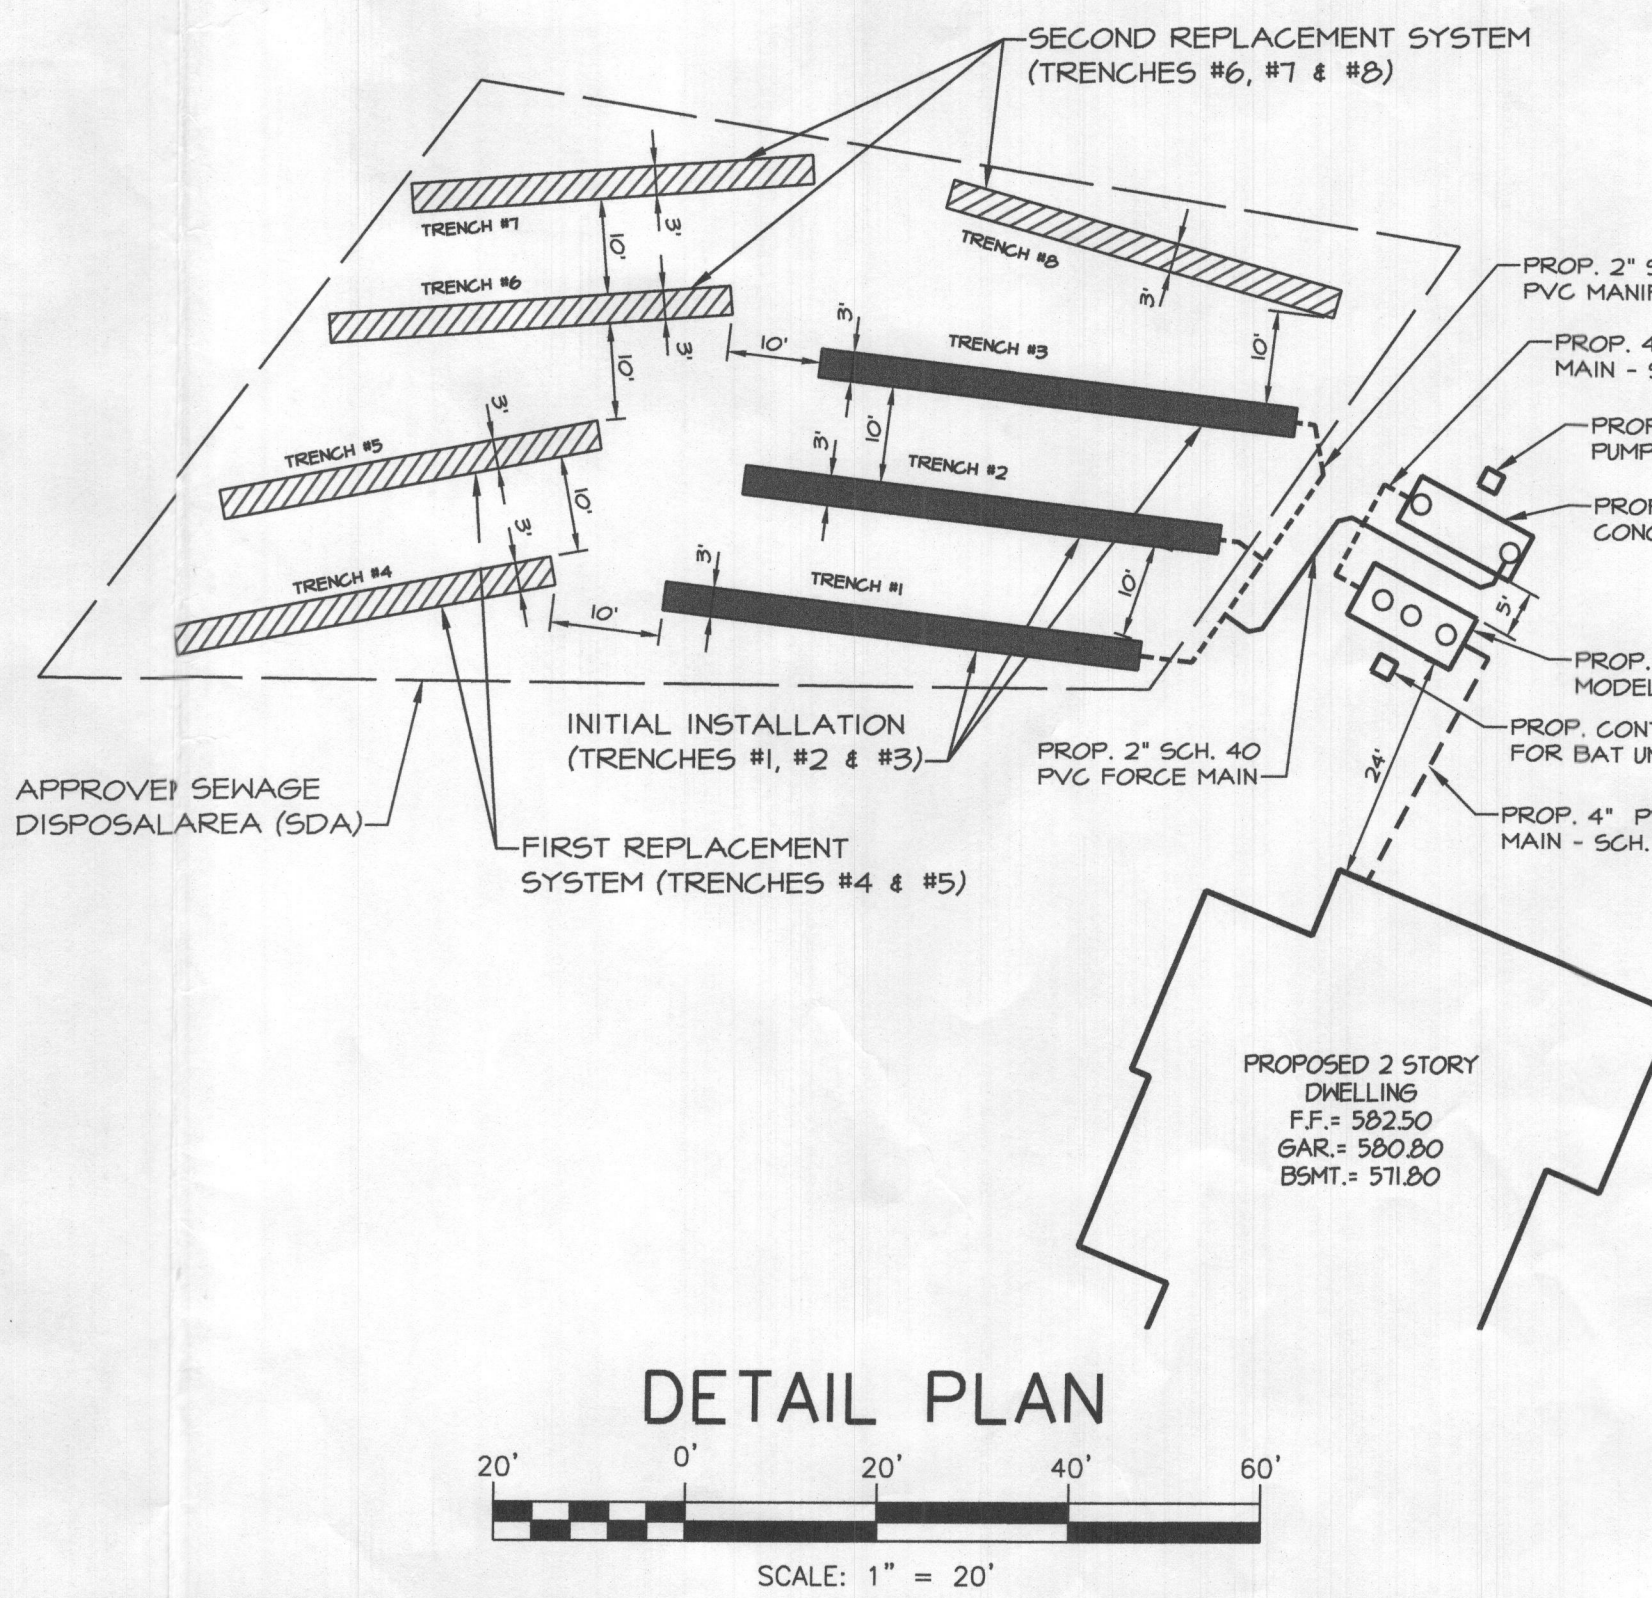 SECOND REPLACEMENT SYSTEM
(TRENCHES #6, #7 & #8)
TRENCH #7
3'
10'
TRENCH #6
3'
10'
TRENCH #8
3'
10'
10'
3'
TRENCH #3
10'
3'
TRENCH #2
3'
TRENCH #5
10'
3'
TRENCH #4
10'
3'
TRENCH #1
10'
PROP. 2"
PVC
PROP. 4
MAIN -
PUMP
5'
PROP.
MODEL
PROP.
FOR BAT
24'
PROP. 4"
MAIN - SCH.
INITIAL INSTALLATION
(TRENCHES #1, #2 & #3)
PROP. 2" SCH. 40
PVC FORCE MAIN
APPROVED SEWAGE
DISPOSAL AREA (SDA)
FIRST REPLACEMENT
SYSTEM (TRENCHES #4 & #5)
PROPOSED 2 STORY
DWELLING
F.F.= 582.50
GAR.= 580.80
BSMT.= 571.80
DETAIL PLAN
20' 0' 20' 40' 60'
SCALE: 1" = 20'